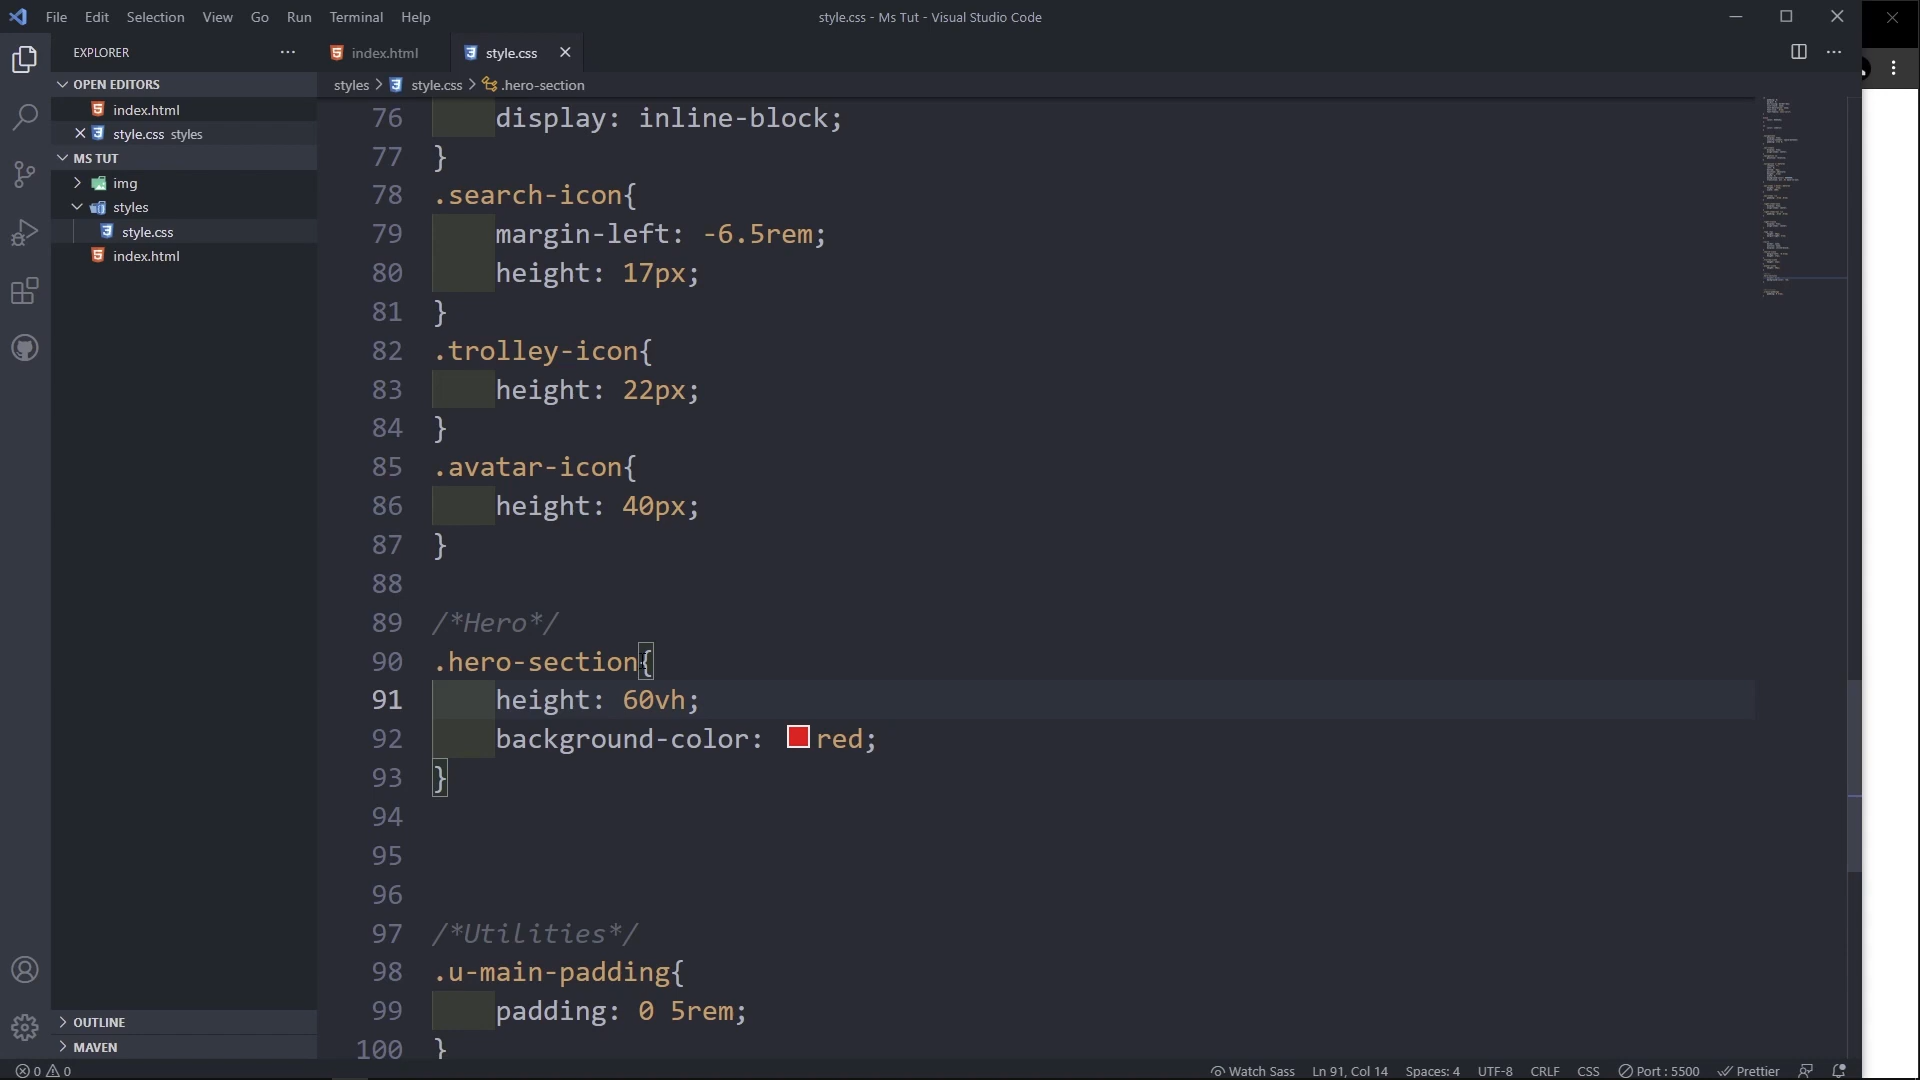 File Edit Selection View Go Run Terminal Help
style.css - Ms Tut - Visual Studio Code
EXPLORER
OPEN EDITORS
index.html
style.css styles
MS TUT
img
styles
style.css
index.html
OUTLINE
MAVEN
index.html style.css
styles > style.css > .hero-section
76 display: inline-block;
77 }
78 .search-icon{
79 margin-left: -6.5rem;
80 height: 17px;
81 }
82 .trolley-icon{
83 height: 22px;
84 }
85 .avatar-icon{
86 height: 40px;
87 }
88
89 /*Hero*/
90 .hero-section{
91 height: 60vh;
92 background-color: red;
93 }
94
95
96
97 /*Utilities*/
98 .u-main-padding{
99 padding: 0 5rem;
100 }
0 0 Watch Sass Ln 91, Col 14 Spaces: 4 UTF-8 CRLF CSS Port : 5500 Prettier